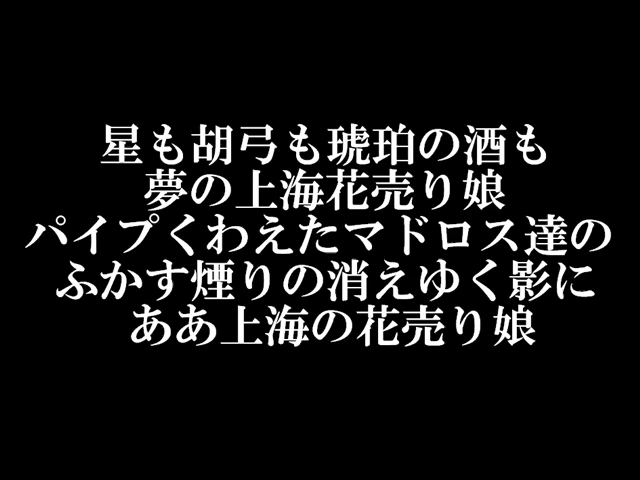 星も胡弓も琥珀の酒も
夢の上海花売り娘
パイプくわえたマドロス達の
ふかす煙りの消えゆく影に
ああ上海の花売り娘